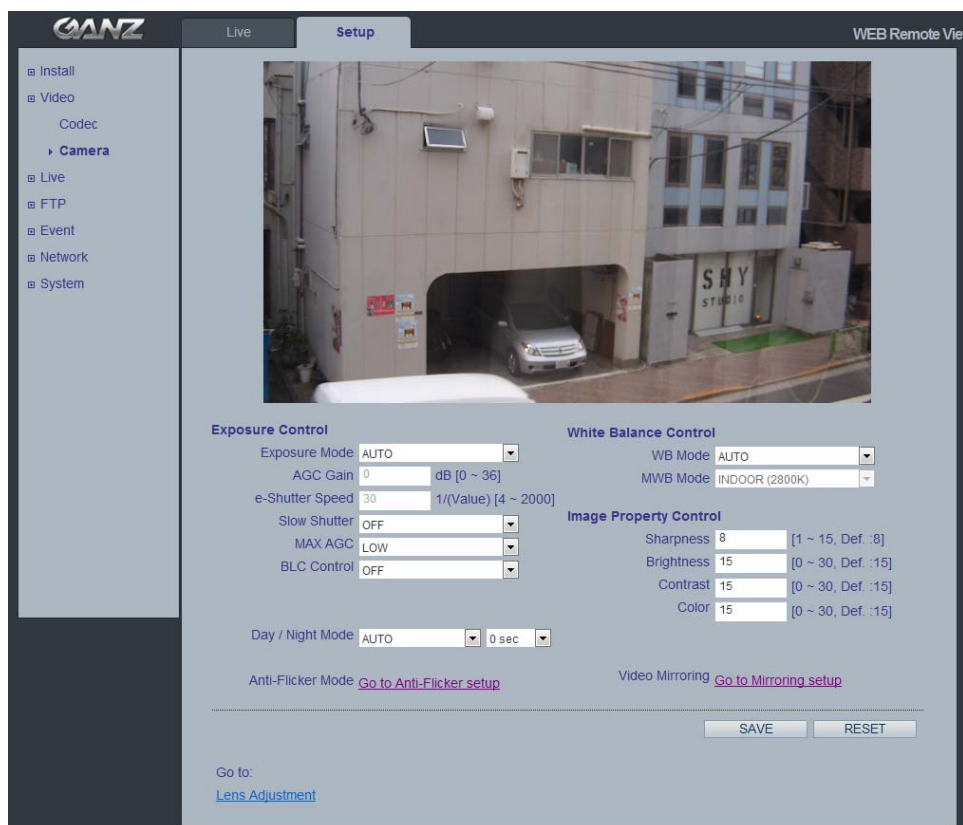 GANZ
Live
Setup
WEB Remote Vie
Install
Video
Codec
Camera
Live
FTP
Event
Network
System
SHY
STUDIO
Exposure Control
Exposure Mode AUTO
AGC Gain 0 dB [0 ~ 36]
e-Shutter Speed 30 1/(Value) [4 ~ 2000]
Slow Shutter OFF
MAX AGC LOW
BLC Control OFF
Day / Night Mode AUTO 0 sec
Anti-Flicker Mode Go to Anti-Flicker setup
White Balance Control
WB Mode AUTO
MWB Mode INDOOR (2800K)
Image Property Control
Sharpness 8 [1 ~ 15, Def. :8]
Brightness 15 [0 ~ 30, Def. :15]
Contrast 15 [0 ~ 30, Def. :15]
Color 15 [0 ~ 30, Def. :15]
Video Mirroring Go to Mirroring setup
SAVE
RESET
Go to:
Lens Adjustment